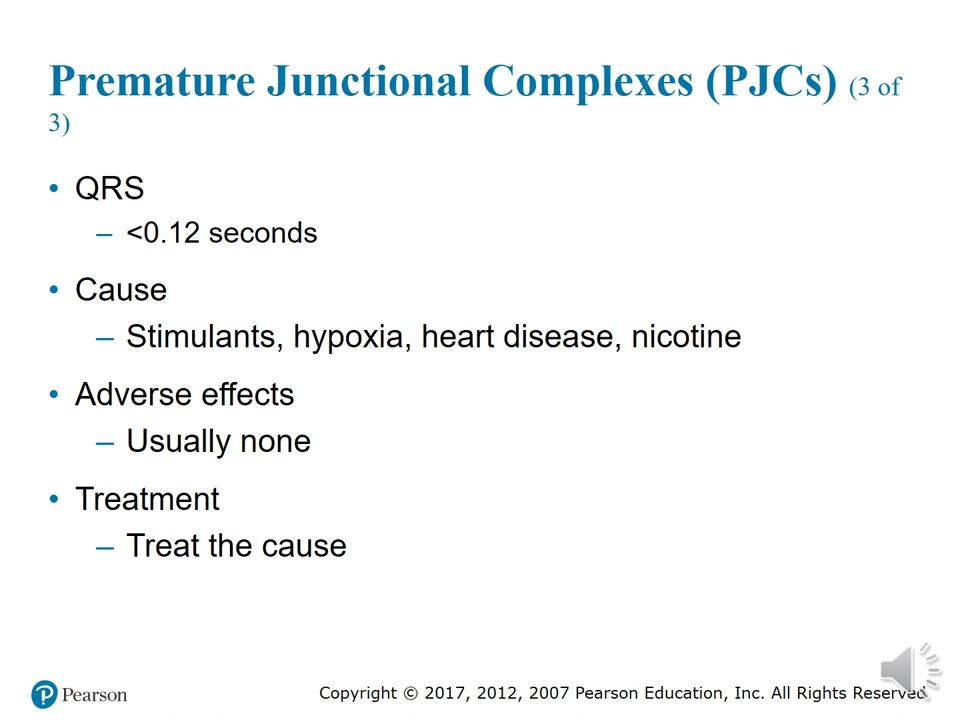 Premature Junctional Complexes (PJCs) (3 of
3)
• QRS
– <0.12 seconds
• Cause
– Stimulants, hypoxia, heart disease, nicotine
• Adverse effects
– Usually none
• Treatment
– Treat the cause
Pearson
Copyright © 2017, 2012, 2007 Pearson Education, Inc. All Rights Reserved